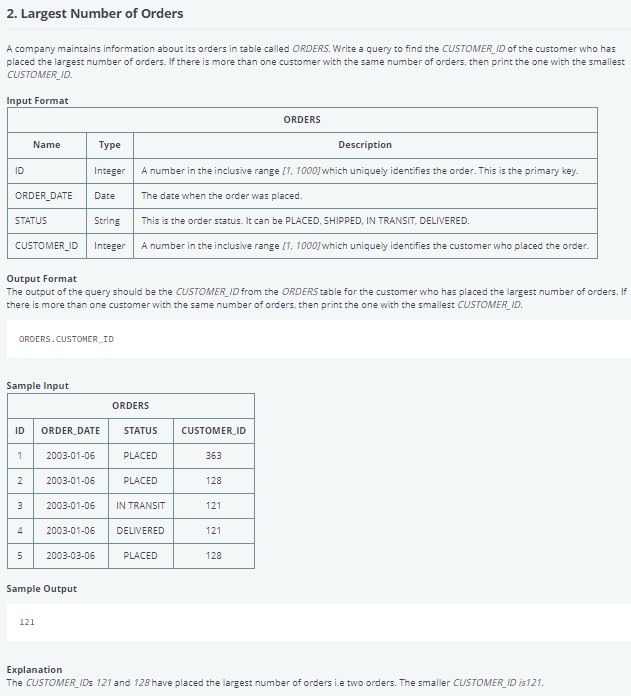 2. Largest Number of Orders
A company maintains information about its orders in table called ORDERS. Write a query to find the CUSTOMER_ID of the customer who has
placed the largest number of orders. If there is more than one customer with the same number of orders, then print the one with the smallest
CUSTOMER_ID.
Input Format
ORDERS
Name Type Description
ID Integer A number in the inclusive range [1, 1000] which uniquely identifies the order. This is the primary key.
ORDER_DATE Date The date when the order was placed.
STATUS String This is the order status. It can be PLACED, SHIPPED, IN TRANSIT, DELIVERED.
CUSTOMER_ID Integer A number in the inclusive range [1, 1000] which uniquely identifies the customer who placed the order.
Output Format
The output of the query should be the CUSTOMER_ID from the ORDERS table for the customer who has placed the largest number of orders. If
there is more than one customer with the same number of orders, then print the one with the smallest CUSTOMER_ID.
ORDERS.CUSTOMER_ID
Sample Input
ORDERS
ID ORDER_DATE STATUS CUSTOMER_ID
1 2003-01-06 PLACED 363
2 2003-01-06 PLACED 128
3 2003-01-06 IN TRANSIT 121
4 2003-01-06 DELIVERED 121
5 2003-03-06 PLACED 128
Sample Output
121
Explanation
The CUSTOMER_IDs 121 and 128 have placed the largest number of orders i.e two orders. The smaller CUSTOMER_ID is121.